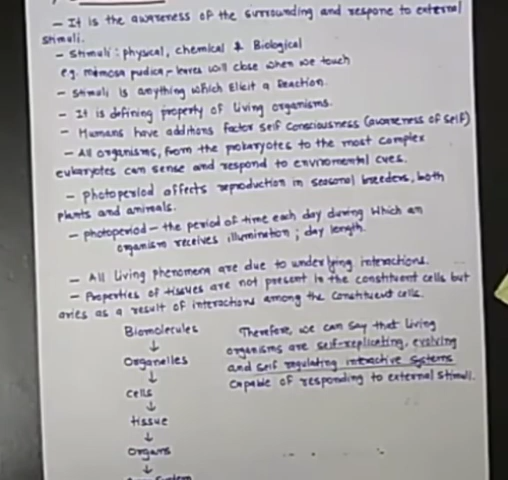 - It is the awareness of the surrounding and respone to external
stimuli.
- Stimuli : physical, chemical & Biological
e.g. mimosa pudica - leaves will close when we touch
- Stimuli is anything which Elicit a Reaction.
- It is defining property of living organisms.
- Humans have additions factor self consciousness (awareness of self)
- All organisms, from the prokaryotes to the most complex
eukaryotes can sense and respond to enviromental cues.
- photoperiod affects reproduction in seasonal breeders, both
plants and animals.
- photoperiod - the period of time each day during which an
organism receives illumination ; day length.
- All Living phenomena are due to underlying interactions.
- Properties of tissues are not present in the constituent cells but
aries as a result of interactions among the constituent cells.
Biomolecules
↓
Organelles
↓
cells
↓
tissue
↓
organs
↓
Therefore, we can say that living
organisms are self-replicating, evolving
and self regulating interactive systems
capable of responding to external stimuli.